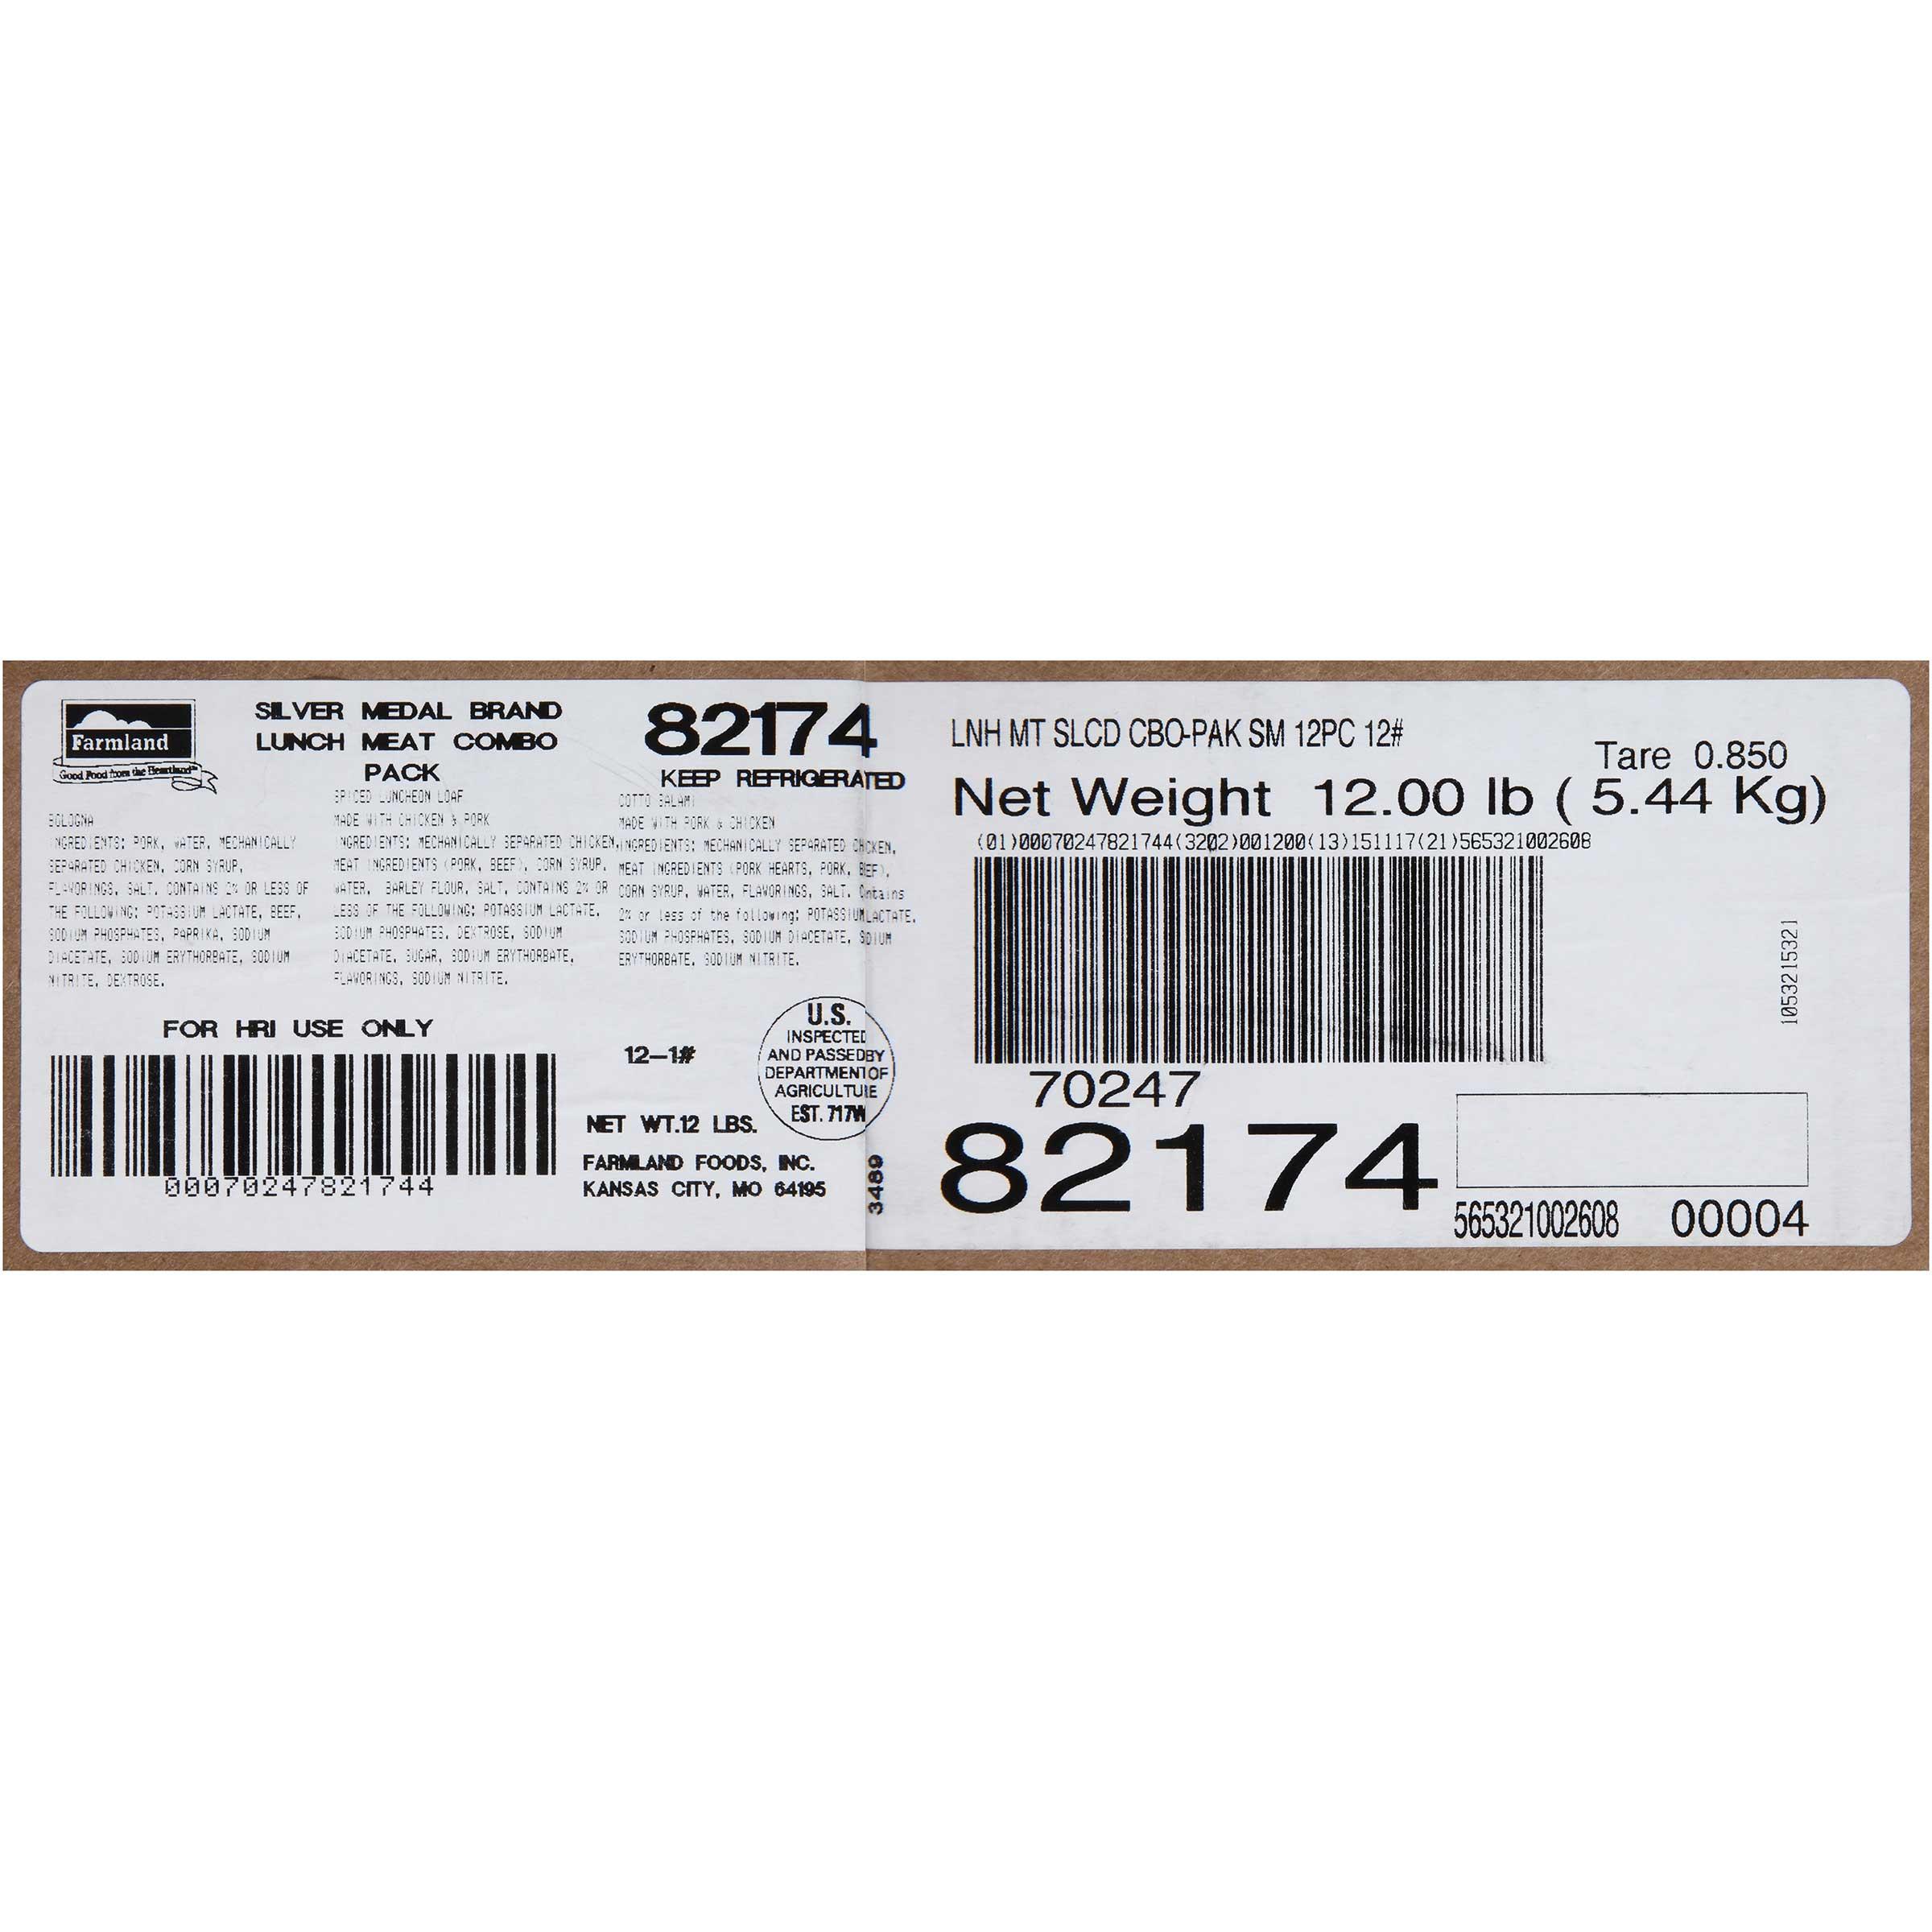 Farmland
Good Food from the Heartland™
SILVER MEDAL BRAND
LUNCH MEAT COMBO
PACK
82174
KEEP REFRIGERATED
BOLOGNA
INGREDIENTS: PORK, WATER, MECHANICALLY
SEPARATED CHICKEN, CORN SYRUP,
FLAVORINGS, SALT. CONTAINS 2% OR LESS OF
THE FOLLOWING: POTASSIUM LACTATE, BEEF,
SODIUM PHOSPHATES, PAPRIKA, SODIUM
DIACETATE, SODIUM ERYTHORBATE, SODIUM
NITRITE, DEXTROSE.
SPICED LUNCHEON LOAF
MADE WITH CHICKEN & PORK
INGREDIENTS: MECHANICALLY SEPARATED CHICKEN,
MEAT INGREDIENTS (PORK, BEEF), CORN SYRUP,
WATER, BARLEY FLOUR, SALT, CONTAINS 2% OR
LESS OF THE FOLLOWING: POTASSIUM LACTATE,
SODIUM PHOSPHATES, DEXTROSE, SODIUM
DIACETATE, SUGAR, SODIUM ERYTHORBATE,
FLAVORINGS, SODIUM NITRITE.
COTTO SALAMI
MADE WITH PORK & CHICKEN
INGREDIENTS: MECHANICALLY SEPARATED CHICKEN,
MEAT INGREDIENTS (PORK HEARTS, PORK, BEEF),
CORN SYRUP, WATER, FLAVORINGS, SALT. Contains
2% or less of the following: POTASSIUM LACTATE,
SODIUM PHOSPHATES, SODIUM DIACETATE, SODIUM
ERYTHORBATE, SODIUM NITRITE.
FOR HRI USE ONLY
00070247821744
12-1#
NET WT.12 LBS.
U.S.
INSPECTED
AND PASSED BY
DEPARTMENT OF
AGRICULTURE
EST. 717W
FARMLAND FOODS, INC.
KANSAS CITY, MO 64195
3489
LNH MT SLCD CBO-PAK SM 12PC 12#
Tare 0.850
Net Weight 12.00 lb ( 5.44 Kg)
(01)00070247821744(3202)001200(13)151117(21)565321002608
1053215321
70247
82174
565321002608 00004